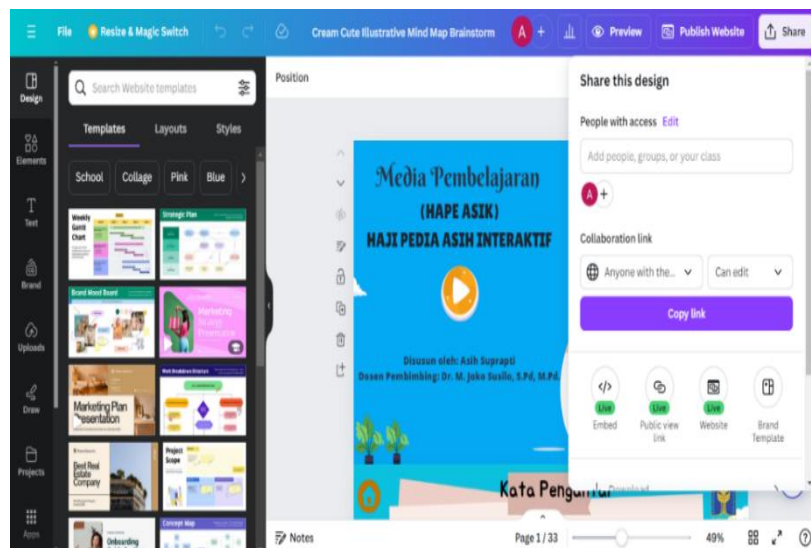 File
Resize & Magic Switch
Cream Cute Illustrative Mind Map Brainstorm
A
+
Preview
Publish Website
Share
Design
Elements
Text
Brand
Uploads
Draw
Projects
Apps
Search Website templates
Templates
Layouts
Styles
School
Collage
Pink
Blue
Weekly
Gantt
Chart
Strategic Plan
Brand Mood Board
Marketing
Marketing Plan
Presentation
Best Real
Estate
Company
Project
Scope
Onboarding
Concept Map
Position
Media Pembelajaran
(HAPE ASIK)
HAJI PEDIA ASIH INTERAKTIF
Disusun oleh: Asih Suprapti
Dosen Pembimbing: Dr. M. Joko Susilo, S.Pd, M.Pd.
Kata Pengantar
Notes
Page 1 / 33
49%
Share this design
People with access Edit
Add people, groups, or your class
A
+
Collaboration link
Anyone with the...
Can edit
Copy link
Live
Embed
Live
Public view
link
Live
Website
Brand
Template
Download